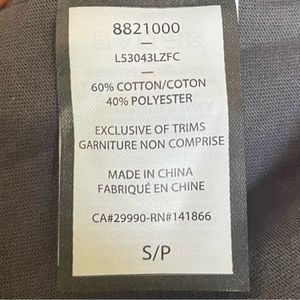 8821000
L53043LZFC
60% COTTON/COTON
40% POLYESTER
EXCLUSIVE OF TRIMS
GARNITURE NON COMPRISE
MADE IN CHINA
FABRIQUÉ EN CHINE
CA#29990-RN#141866
S/P